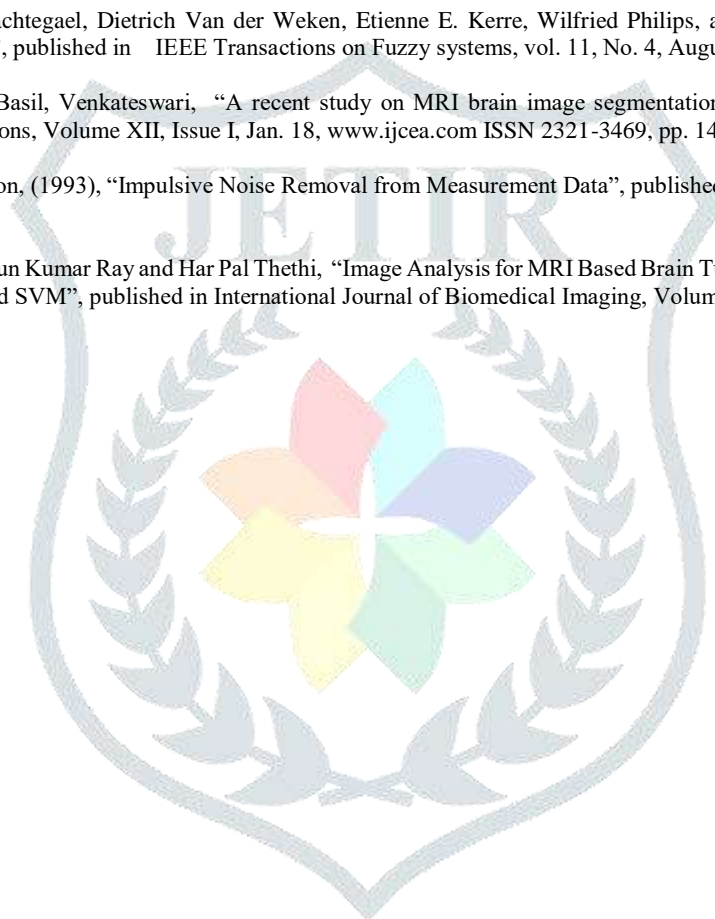 achtegael, Dietrich Van der Weken, Etienne E. Kerre, Wilfried Philips, a
, published in IEEE Transactions on Fuzzy systems, vol. 11, No. 4, Augu
Basil, Venkateswari, “A recent study on MRI brain image segmentation
ons, Volume XII, Issue I, Jan. 18, www.ijcea.com ISSN 2321-3469, pp. 14
on, (1993), “Impulsive Noise Removal from Measurement Data”, published
un Kumar Ray and Har Pal Thethi, “Image Analysis for MRI Based Brain Tu
d SVM”, published in International Journal of Biomedical Imaging, Volum
JETIR